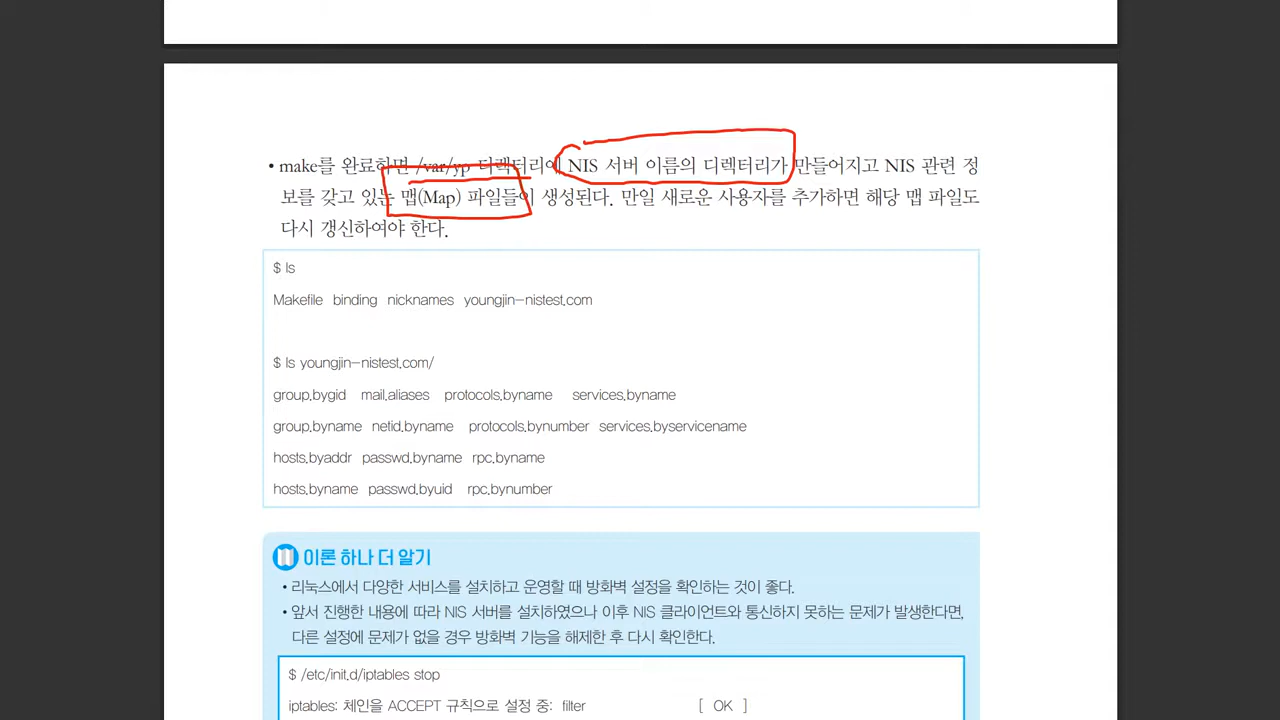 • make를 완료하면 /var/yp 디렉터리에 NIS 서버 이름의 디렉터리가 만들어지고 NIS 관련 정
보를 갖고 있는 맵(Map) 파일들이 생성된다. 만일 새로운 사용자를 추가하면 해당 맵 파일도
다시 갱신하여야 한다.
$ ls
Makefile binding nicknames youngjin-nistest.com
$ ls youngjin-nistest.com/
group.bygid mail.aliases protocols.byname services.byname
group.byname netid.byname protocols.bynumber services.byservicename
hosts.byaddr passwd.byname rpc.byname
hosts.byname passwd.byuid rpc.bynumber
이론 하나 더 알기
• 리눅스에서 다양한 서비스를 설치하고 운영할 때 방화벽 설정을 확인하는 것이 좋다.
• 앞서 진행한 내용에 따라 NIS 서버를 설치하였으나 이후 NIS 클라이언트와 통신하지 못하는 문제가 발생한다면,
다른 설정에 문제가 없을 경우 방화벽 기능을 해제한 후 다시 확인한다.
$ /etc/init.d/iptables stop
iptables: 체인을 ACCEPT 규칙으로 설정 중: filter [ OK ]